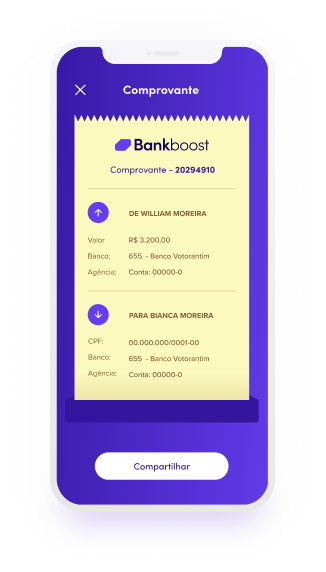 Comprovante
Bankboost
Comprovante - 20294910
DE WILLIAM MOREIRA
Valor R$ 3.200,00
Banco: 655 - Banco Votorantim
Agência: Conta: 00000-0
PARA BIANCA MOREIRA
CPF: 00.000.000/0001-00
Banco: 655 - Banco Votorantim
Agência: Conta: 00000-0
Compartilhar